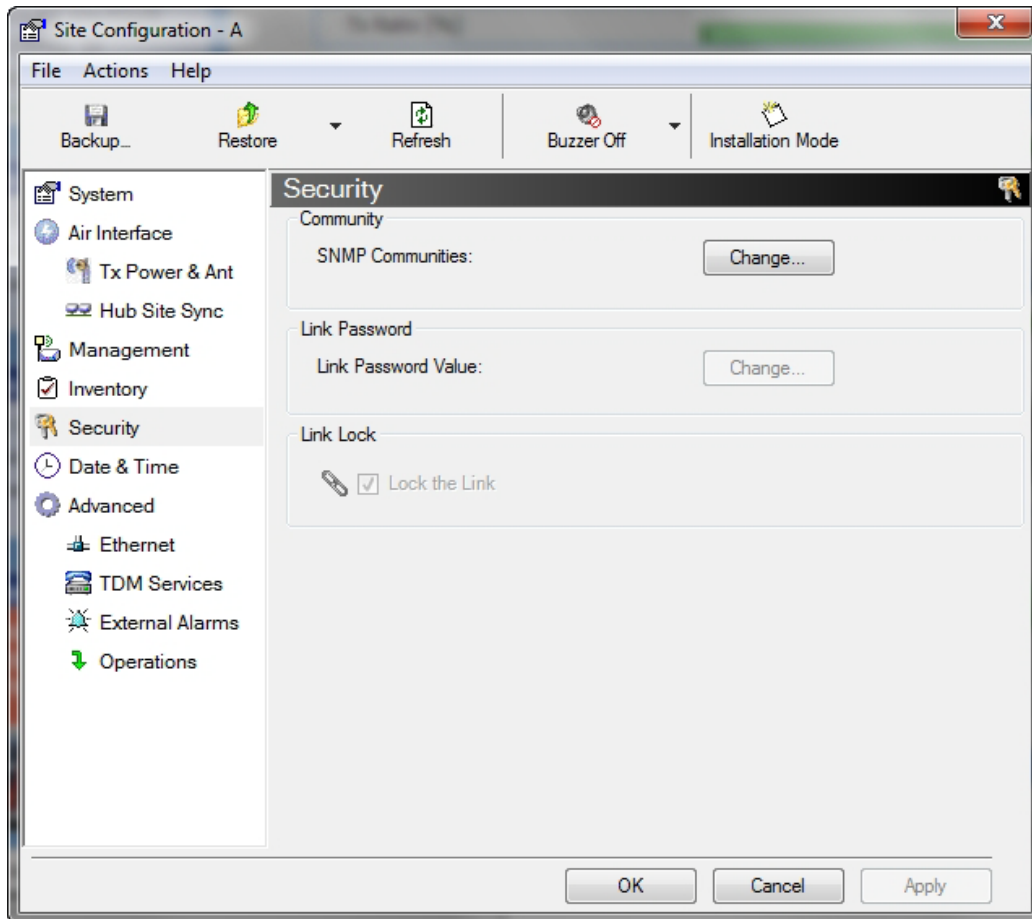 Site Configuration - A
File Actions Help
Backup... Restore Refresh Buzzer Off Installation Mode
System
Air Interface
Tx Power & Ant
Hub Site Sync
Management
Inventory
Security
Date & Time
Advanced
Ethernet
TDM Services
External Alarms
Operations
Security
Community
SNMP Communities: Change...
Link Password
Link Password Value: Change...
Link Lock
Lock the Link
OK Cancel Apply